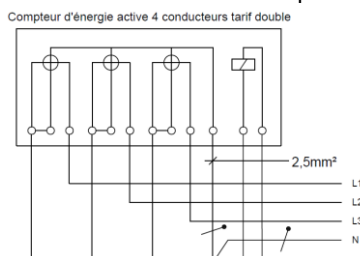 Compteur d'énergie active 4 conducteurs tarif double
2,5mm²
L1
L2
L3
N